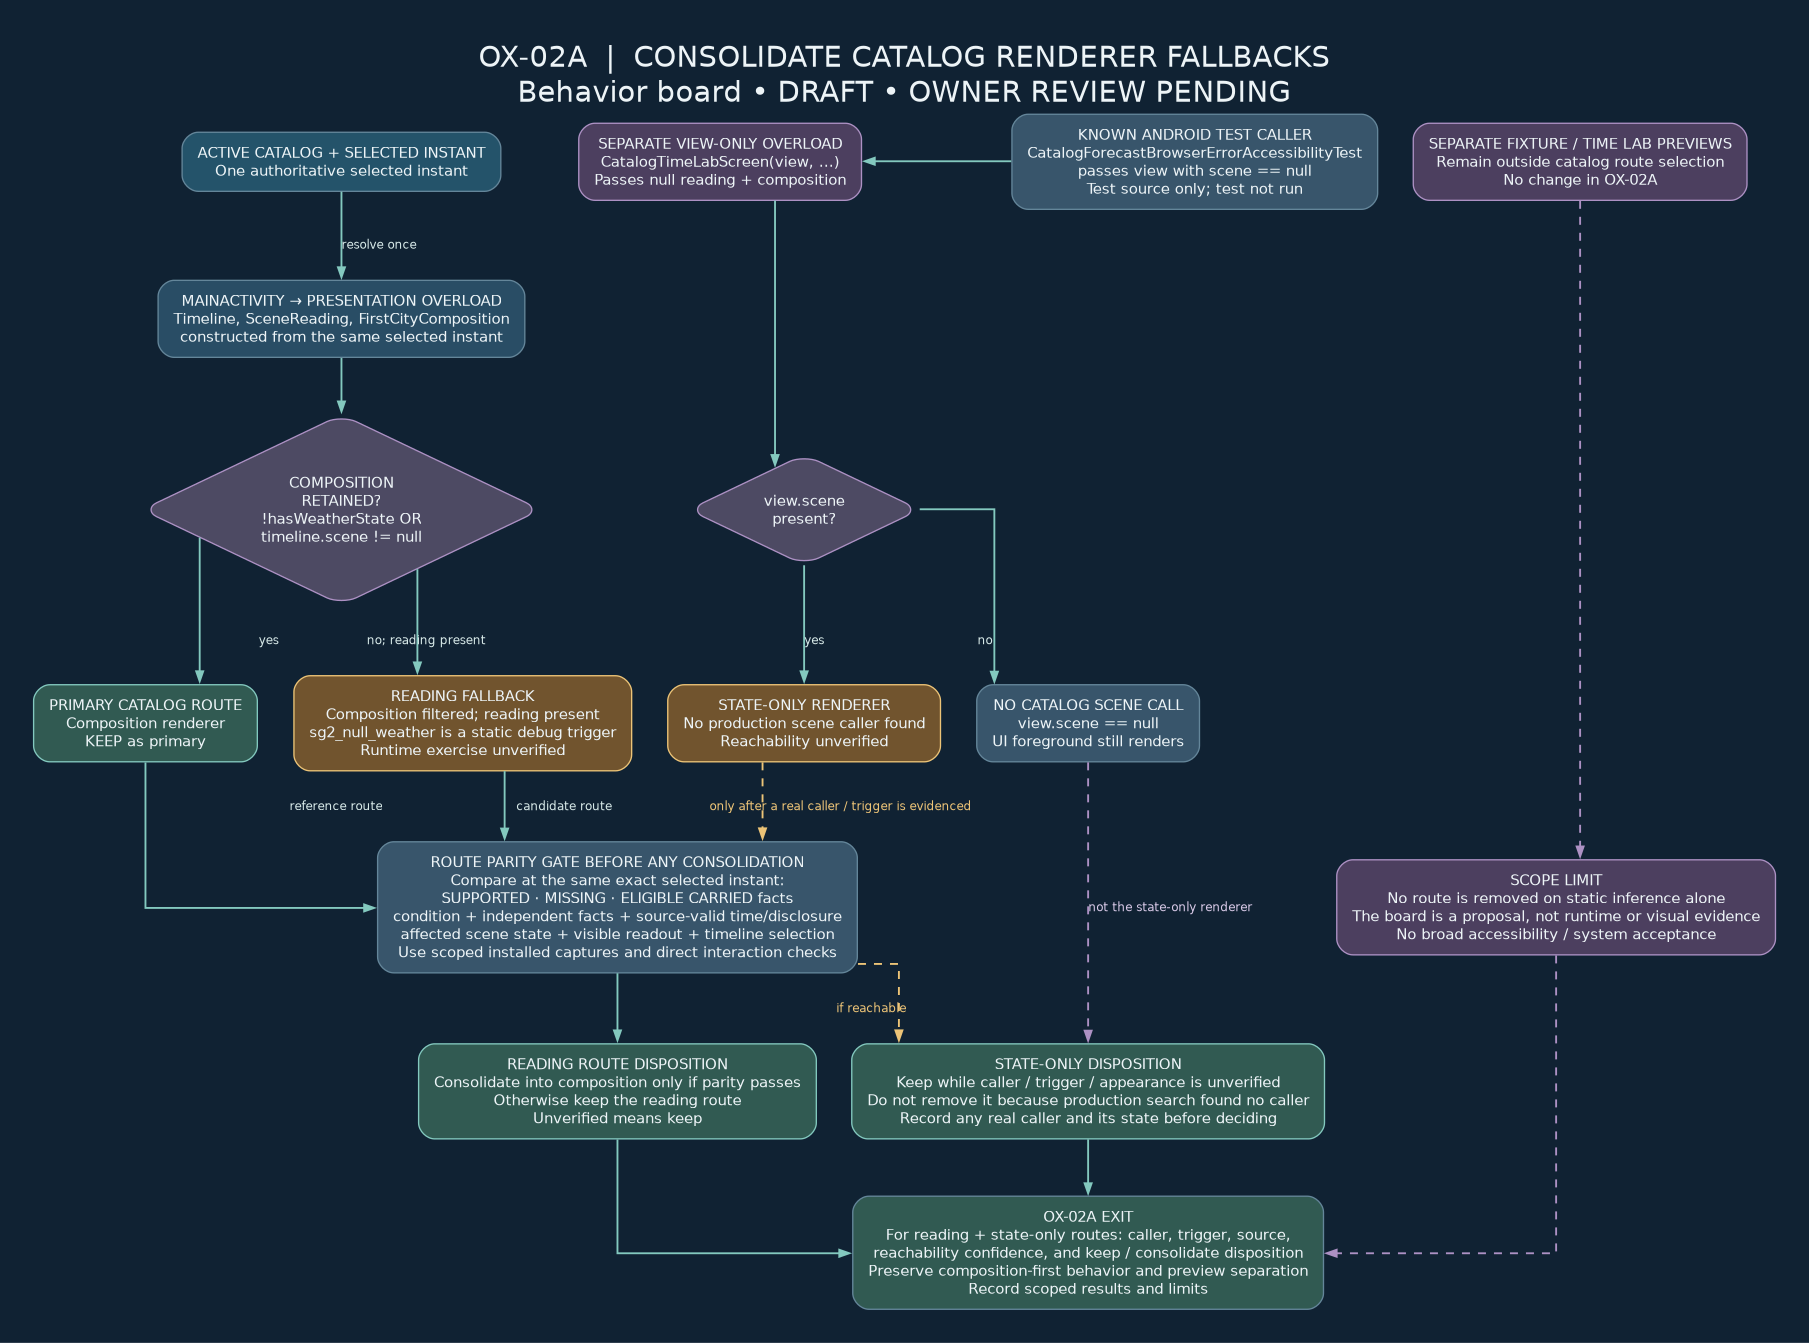 OX-02A | CONSOLIDATE CATALOG RENDERER FALLBACKS
Behavior board • DRAFT • OWNER REVIEW PENDING
ACTIVE CATALOG + SELECTED INSTANT
One authoritative selected instant
SEPARATE VIEW-ONLY OVERLOAD
CatalogTimeLabScreen(view, ...)
Passes null reading + composition
KNOWN ANDROID TEST CALLER
CatalogForecastBrowserErrorAccessibilityTest
passes view with scene == null
Test source only; test not run
SEPARATE FIXTURE / TIME LAB PREVIEWS
Remain outside catalog route selection
No change in OX-02A
resolve once
MAINACTIVITY → PRESENTATION OVERLOAD
Timeline, SceneReading, FirstCityComposition
constructed from the same selected instant
COMPOSITION
RETAINED?
!hasWeatherState OR
timeline.scene != null
view.scene
present?
yes
no; reading present
yes
no
PRIMARY CATALOG ROUTE
Composition renderer
KEEP as primary
READING FALLBACK
Composition filtered; reading present
sg2_null_weather is a static debug trigger
Runtime exercise unverified
STATE-ONLY RENDERER
No production scene caller found
Reachability unverified
NO CATALOG SCENE CALL
view.scene == null
UI foreground still renders
reference route
candidate route
only after a real caller / trigger is evidenced
ROUTE PARITY GATE BEFORE ANY CONSOLIDATION
Compare at the same exact selected instant:
SUPPORTED · MISSING · ELIGIBLE CARRIED facts
condition + independent facts + source-valid time/disclosure
affected scene state + visible readout + timeline selection
Use scoped installed captures and direct interaction checks
not the state-only renderer
SCOPE LIMIT
No route is removed on static inference alone
The board is a proposal, not runtime or visual evidence
No broad accessibility / system acceptance
if reachable
READING ROUTE DISPOSITION
Consolidate into composition only if parity passes
Otherwise keep the reading route
Unverified means keep
STATE-ONLY DISPOSITION
Keep while caller / trigger / appearance is unverified
Do not remove it because production search found no caller
Record any real caller and its state before deciding
OX-02A EXIT
For reading + state-only routes: caller, trigger, source,
reachability confidence, and keep / consolidate disposition
Preserve composition-first behavior and preview separation
Record scoped results and limits